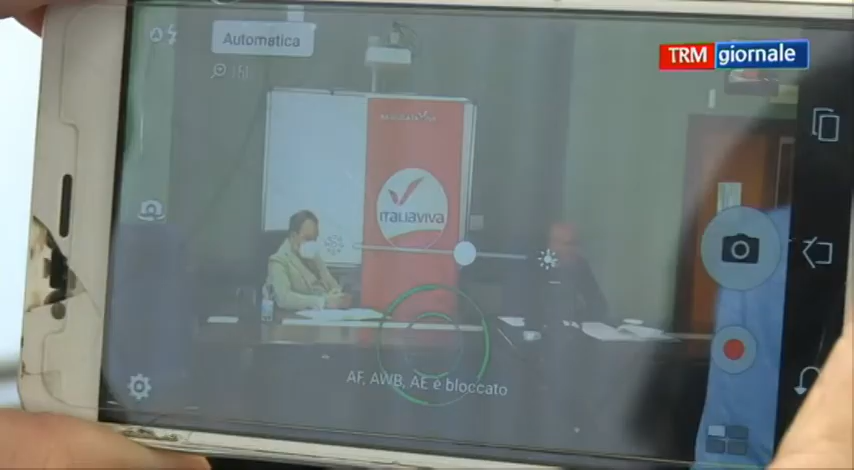 Automatica
TRM giornale
ITALIAVIVA
AF, AWB, AE è bloccato